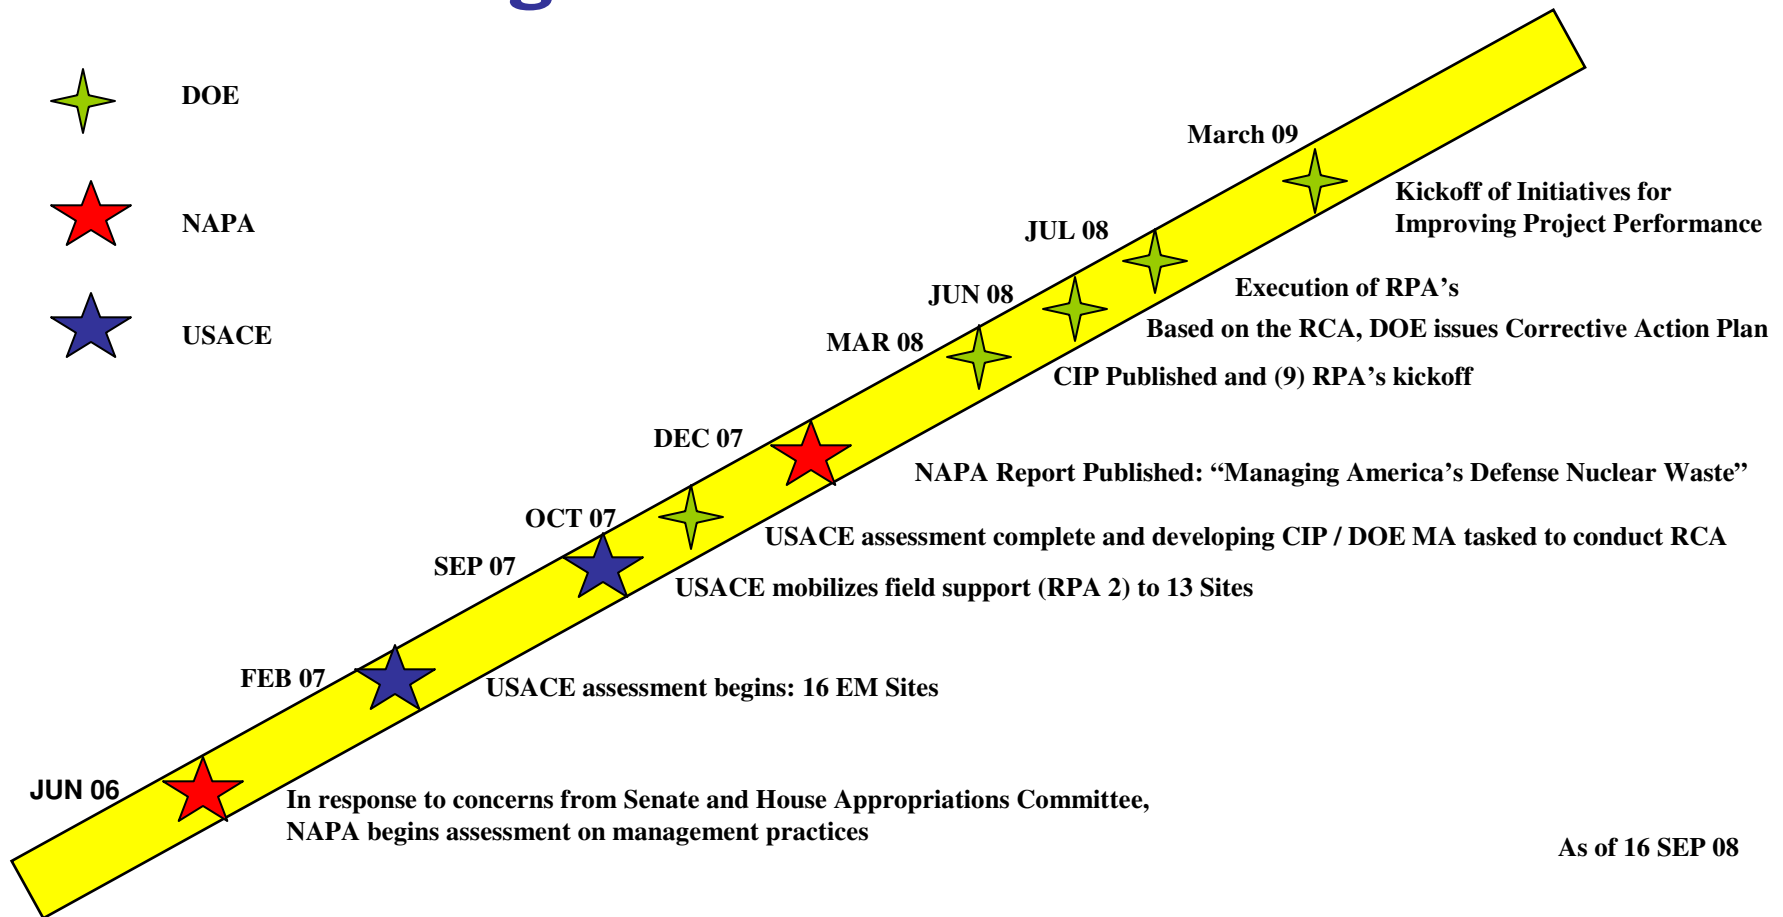 DOE
NAPA
USACE
March 09
Kickoff of Initiatives for
Improving Project Performance
JUL 08
Execution of RPA’s
JUN 08
Based on the RCA, DOE issues Corrective Action Plan
MAR 08
CIP Published and (9) RPA’s kickoff
DEC 07
NAPA Report Published: “Managing America’s Defense Nuclear Waste”
OCT 07
USACE assessment complete and developing CIP / DOE MA tasked to conduct RCA
SEP 07
USACE mobilizes field support (RPA 2) to 13 Sites
FEB 07
USACE assessment begins: 16 EM Sites
JUN 06
In response to concerns from Senate and House Appropriations Committee,
NAPA begins assessment on management practices
As of 16 SEP 08